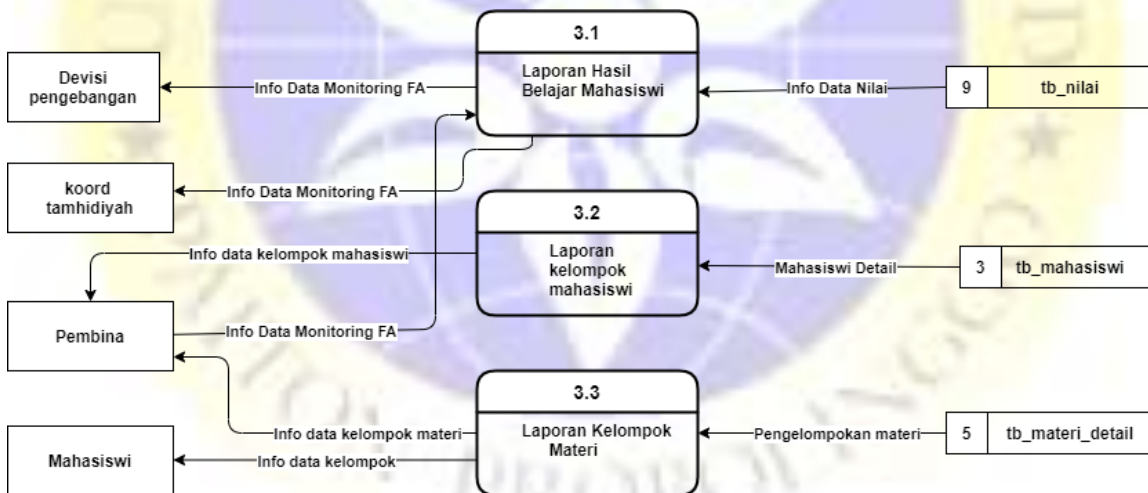 3.1
Laporan Hasil
Belajar Mahasiswi
Devisi
pengebangan
Info Data Monitoring FA
Info Data Nilai
9
tb_nilai
koord
tamhidiyah
Info Data Monitoring FA
3.2
Laporan
kelompok
mahasiswi
Info data kelompok mahasiswi
Mahasiswi Detail
3
tb_mahasiswi
Pembina
Info Data Monitoring FA
3.3
Laporan Kelompok
Materi
Info data kelompok materi
Pengelompokan materi
5
tb_materi_detail
Mahasiswi
Info data kelompok